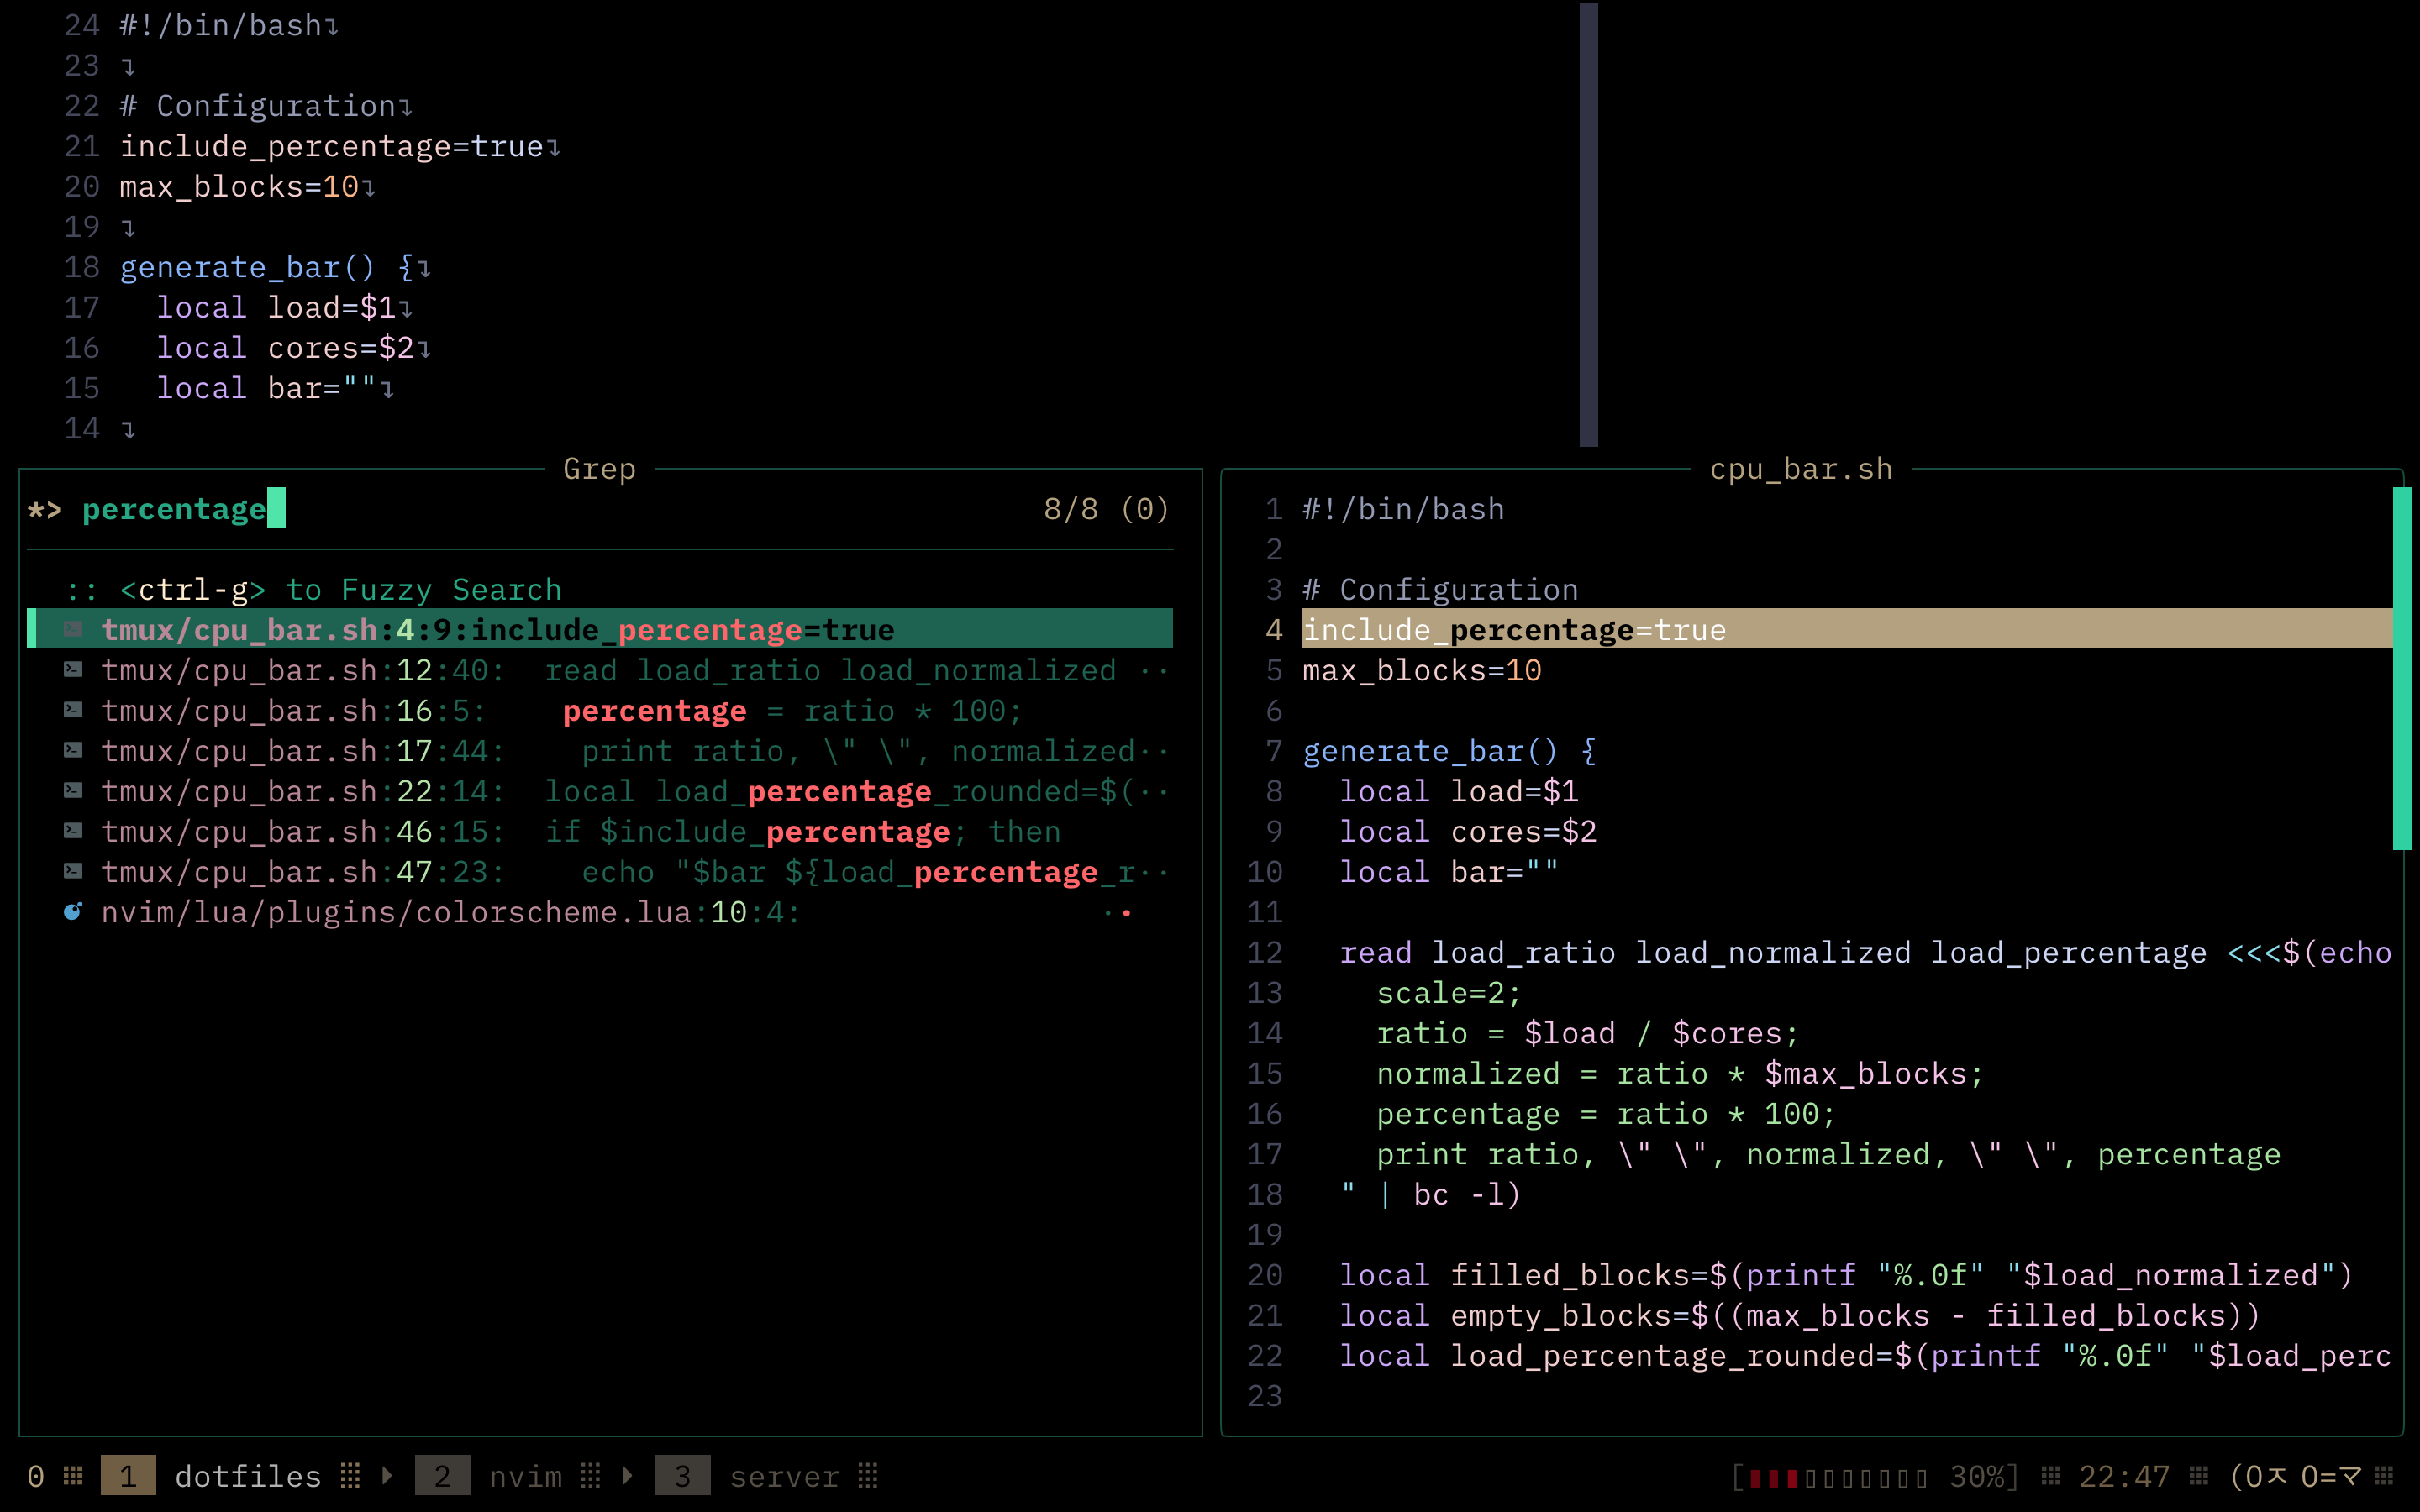 24 #!/bin/bash↴
23 ↴
22 # Configuration↴
21 include_percentage=true↴
20 max_blocks=10↴
19 ↴
18 generate_bar() {↴
17   local load=$1↴
16   local cores=$2↴
15   local bar=""↴
14 ↴
Grep
*> percentage 8/8 (0)
:: <ctrl-g> to Fuzzy Search
tmux/cpu_bar.sh:4:9:include_percentage=true
tmux/cpu_bar.sh:12:40:  read load_ratio load_normalized ··
tmux/cpu_bar.sh:16:5:    percentage = ratio * 100;
tmux/cpu_bar.sh:17:44:    print ratio, \" \", normalized··
tmux/cpu_bar.sh:22:14:  local load_percentage_rounded=$(··
tmux/cpu_bar.sh:46:15:  if $include_percentage; then
tmux/cpu_bar.sh:47:23:    echo "$bar ${load_percentage_r··
nvim/lua/plugins/colorscheme.lua:10:4: ··
cpu_bar.sh
1 #!/bin/bash
2
3 # Configuration
4 include_percentage=true
5 max_blocks=10
6
7 generate_bar() {
8   local load=$1
9   local cores=$2
10   local bar=""
11
12   read load_ratio load_normalized load_percentage <<<$(echo
13     scale=2;
14     ratio = $load / $cores;
15     normalized = ratio * $max_blocks;
16     percentage = ratio * 100;
17     print ratio, \" \", normalized, \" \", percentage
18   " | bc -l)
19
20   local filled_blocks=$(printf "%.0f" "$load_normalized")
21   local empty_blocks=$((max_blocks - filled_blocks))
22   local load_percentage_rounded=$(printf "%.0f" "$load_perc
23
0 1 dotfiles 2 nvim 3 server [▮▮▮▯▯▯▯▯▯▯ 30%] 22:47 (0ㅈ 0=マ